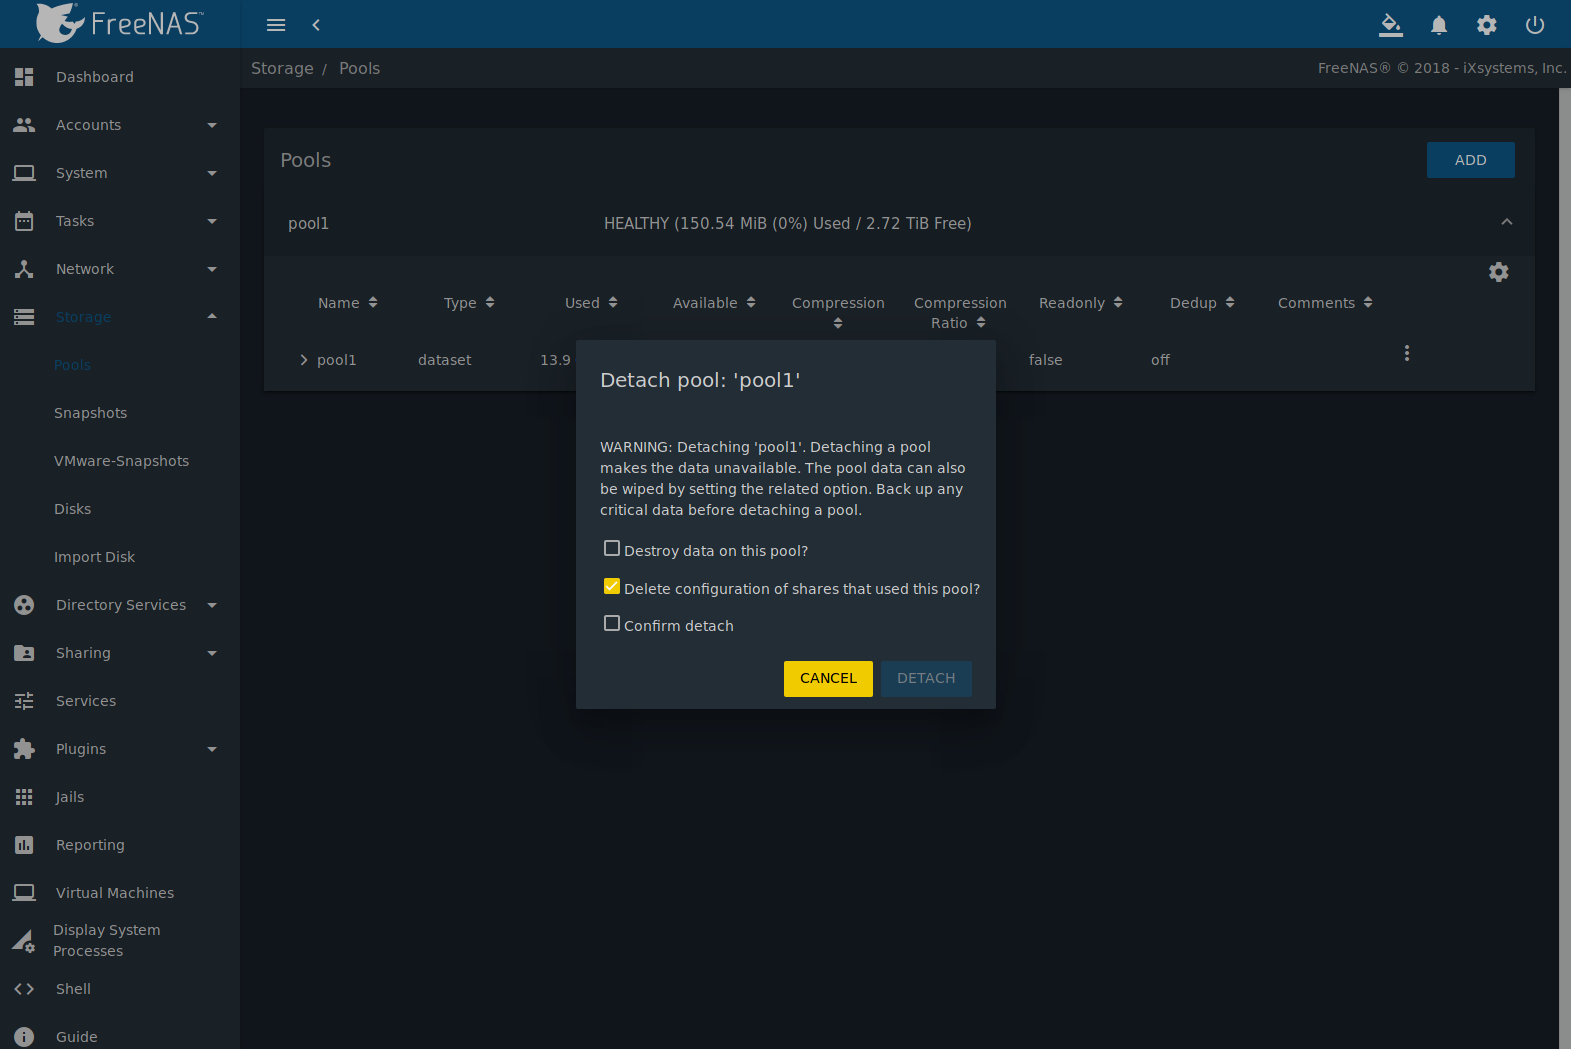 FreeNAS™
Storage / Pools
FreeNAS® © 2018 - iXsystems, Inc.
Dashboard
Accounts
System
Tasks
Network
Storage
Pools
Snapshots
VMware-Snapshots
Disks
Import Disk
Directory Services
Sharing
Services
Plugins
Jails
Reporting
Virtual Machines
Display System
Processes
Shell
Guide
Pools
ADD
pool1 HEALTHY (150.54 MiB (0%) Used / 2.72 TiB Free)
Name Type Used Available Compression Compression Readonly Dedup Comments
Ratio
pool1 dataset 13.9 false off
Detach pool: 'pool1'
WARNING: Detaching 'pool1'. Detaching a pool
makes the data unavailable. The pool data can also
be wiped by setting the related option. Back up any
critical data before detaching a pool.
Destroy data on this pool?
Delete configuration of shares that used this pool?
Confirm detach
CANCEL DETACH